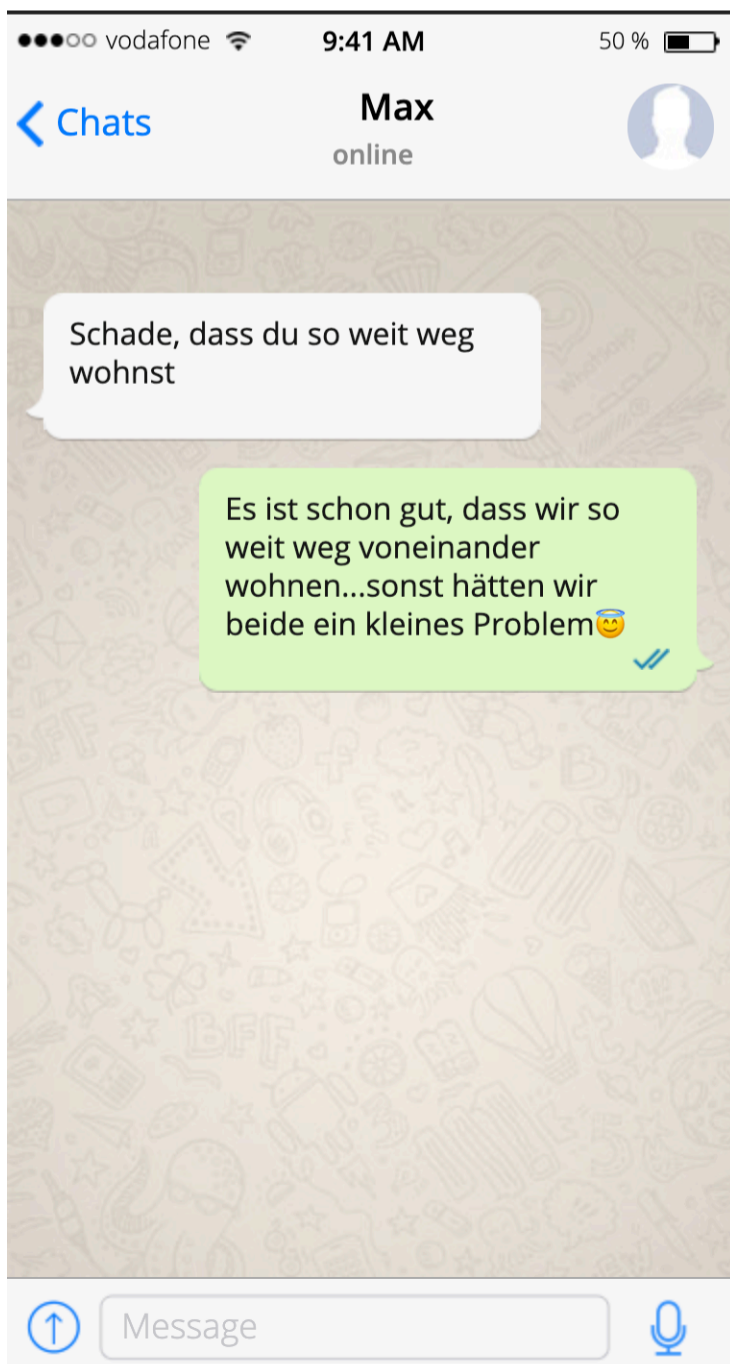 ●●●○○ vodafone 9:41 AM 50 %
Chats Max
online
Schade, dass du so weit weg
wohnst
Es ist schon gut, dass wir so
weit weg voneinander
wohnen...sonst hätten wir
beide ein kleines Problem😇
Message